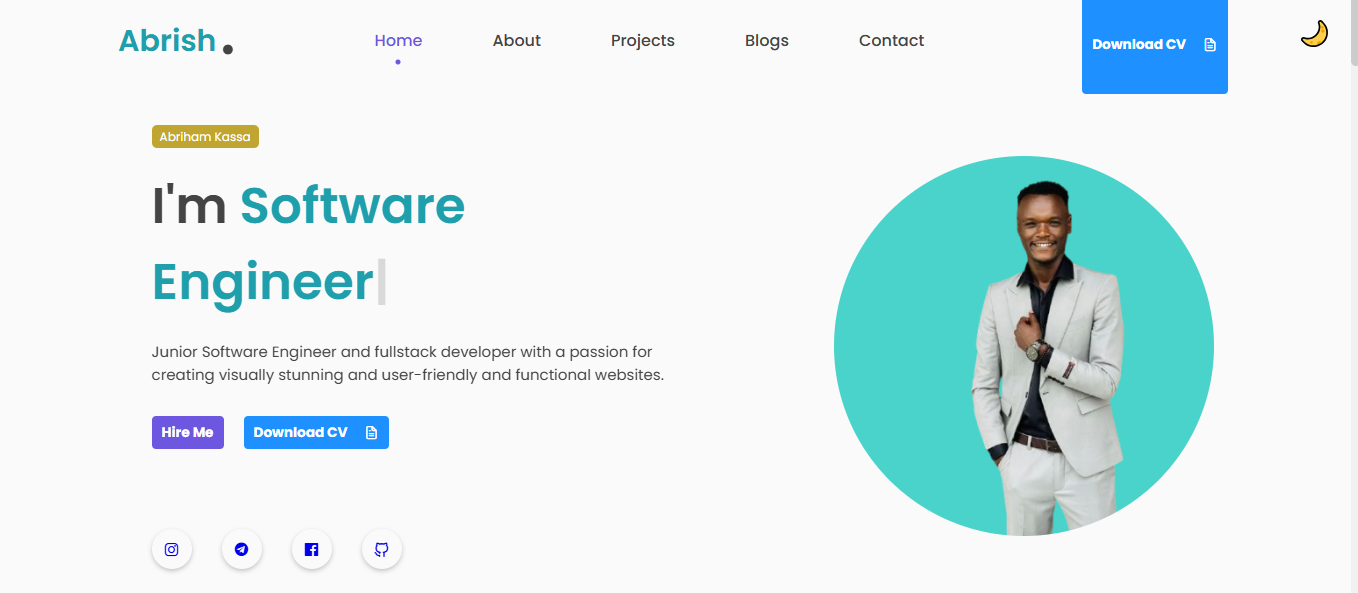 Abrish .
Home About Projects Blogs Contact
Download CV
Abriham Kassa
I'm Software
Engineer|
Junior Software Engineer and fullstack developer with a passion for
creating visually stunning and user-friendly and functional websites.
Hire Me
Download CV